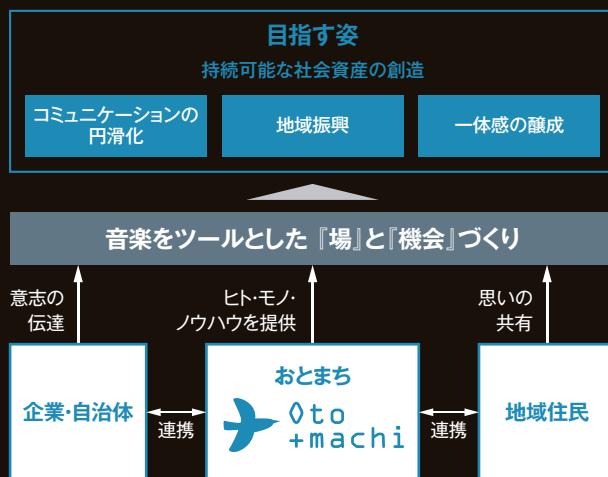 目指す姿
持続可能な社会資産の創造
コミュニケーションの
円滑化
地域振興
一体感の醸成
音楽をツールとした『場』と『機会』づくり
意志の
伝達
ヒト・モノ・
ノウハウを提供
思いの
共有
企業・自治体
連携
おとまち
Oto
+machi
連携
地域住民